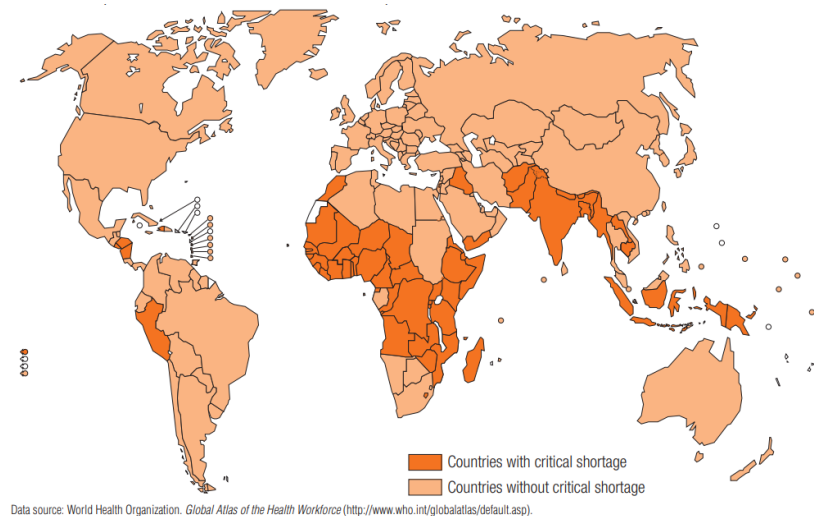 Countries with critical shortage
Countries without critical shortage
Data source: World Health Organization. Global Atlas of the Health Workforce (http://www.who.int/globalatlas/default.asp).